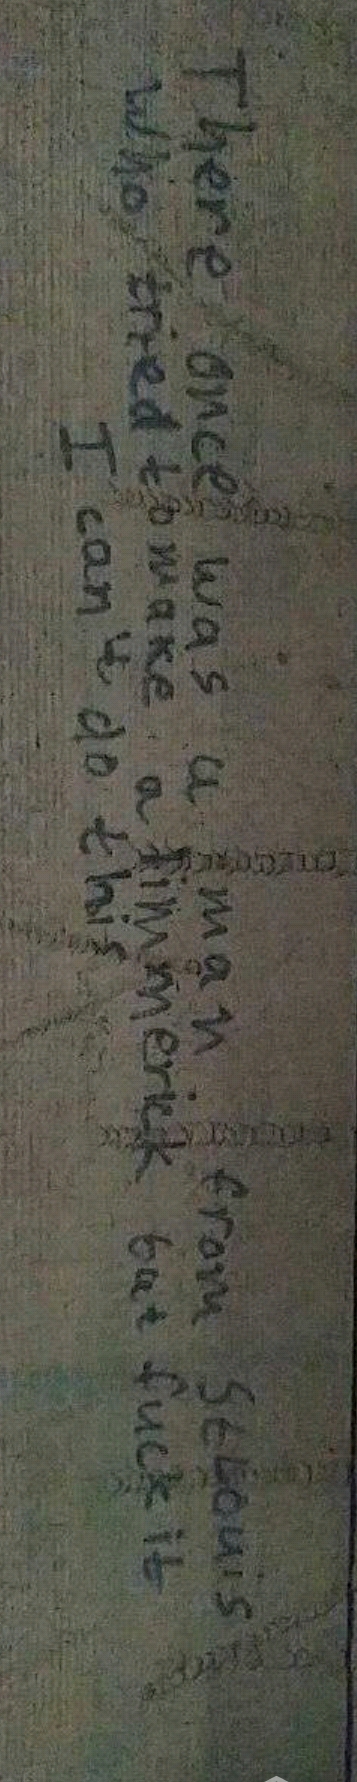 There once was a man from St Louis
who tried to make a limmerick but fuck it
I can't do this